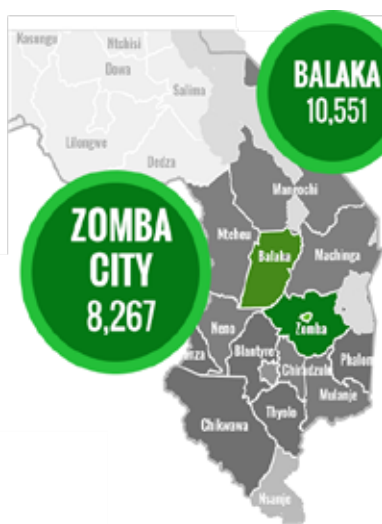 Kasungu
Ntchisi
Dowa
Salima
Lilongwe
Dedza
BALAKA
10,551
Mangochi
ZOMBA
CITY
8,267
Ntcheu
Balaka
Machinga
Zomba
Neno
Blantyre
Chiradzulu
Phalom
Mulanje
Chikwawa
Thyolo
Nsanje